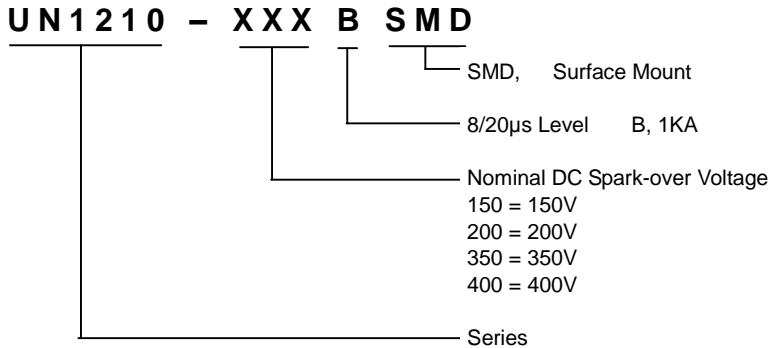 UN1210 – XXX B SMD
SMD, Surface Mount
8/20µs Level B, 1KA
Nominal DC Spark-over Voltage
150 = 150V
200 = 200V
350 = 350V
400 = 400V
Series